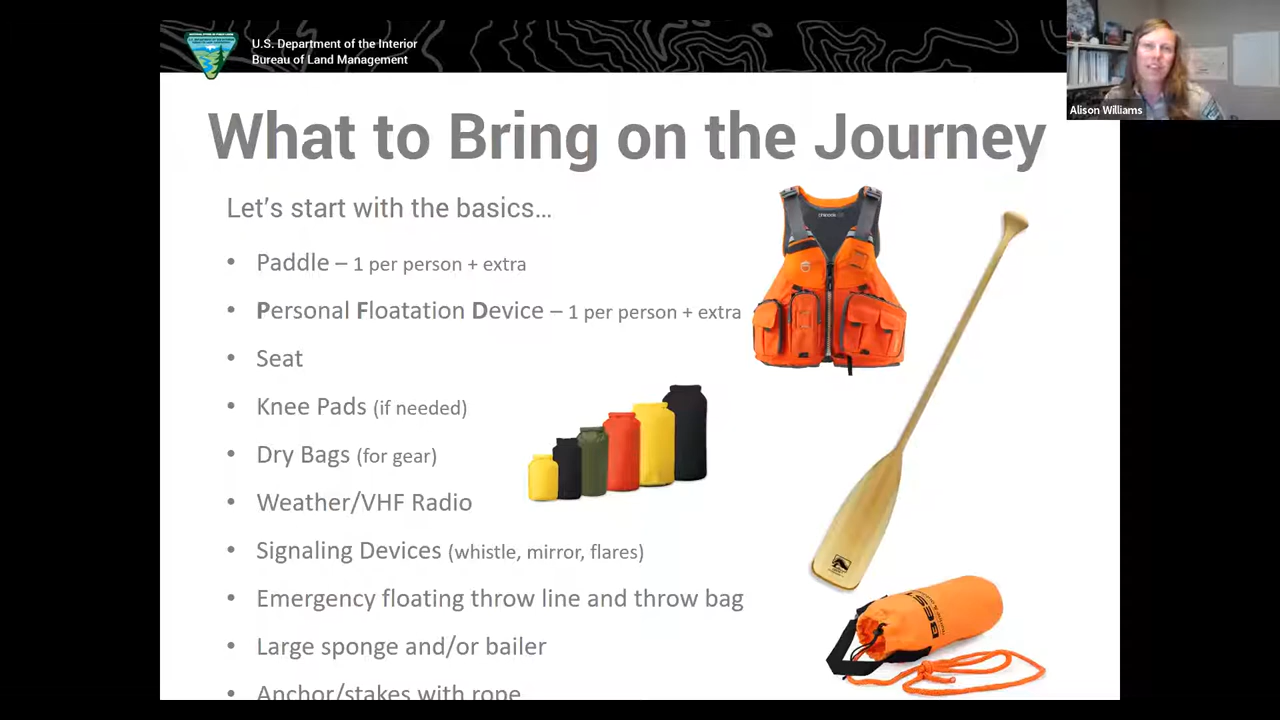 U.S. Department of the Interior
Bureau of Land Management
Alison Williams
What to Bring on the Journey
Let's start with the basics...
• Paddle – 1 per person + extra
• Personal Floatation Device – 1 per person + extra
• Seat
• Knee Pads (if needed)
• Dry Bags (for gear)
• Weather/VHF Radio
• Signaling Devices (whistle, mirror, flares)
• Emergency floating throw line and throw bag
• Large sponge and/or bailer
• Anchor/stakes with rope